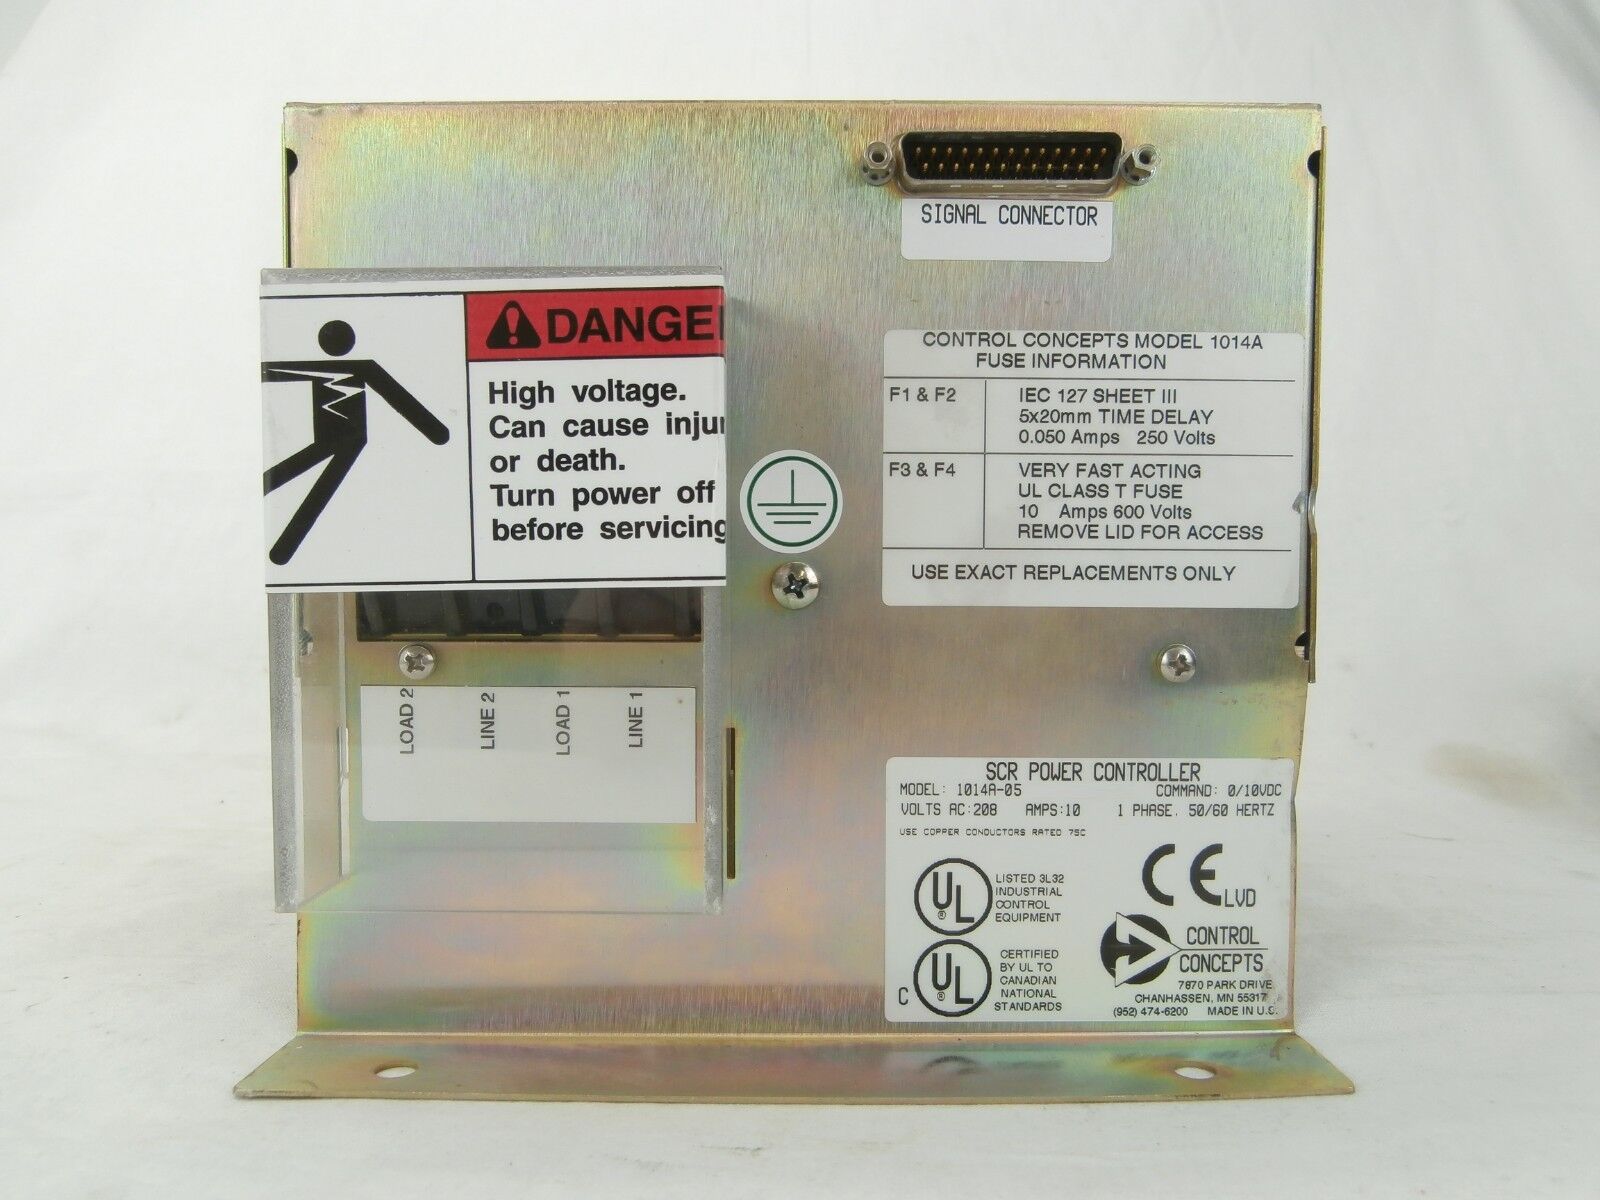 SIGNAL CONNECTOR
DANGE
High voltage.
Can cause injur
or death.
Turn power off
before servicing
CONTROL CONCEPTS MODEL 1014A
FUSE INFORMATION
F1 & F2
IEC 127 SHEET III
5x20mm TIME DELAY
0.050 Amps 250 Volts
F3 & F4
VERY FAST ACTING
UL CLASS T FUSE
10 Amps 600 Volts
REMOVE LID FOR ACCESS
USE EXACT REPLACEMENTS ONLY
LOAD 2
LINE 2
LOAD 1
LINE 1
SCR POWER CONTROLLER
MODEL: 1014A-05 COMMAND: 0/10VDC
VOLTS AC:208 AMPS:10 1 PHASE, 50/60 HERTZ
USE COPPER CONDUCTORS RATED 75C
UL
®
LISTED 3L32
INDUSTRIAL
CONTROL
EQUIPMENT
CE LVD
C UL
®
CERTIFIED
BY UL TO
CANADIAN
NATIONAL
STANDARDS
CONTROL
CONCEPTS
7870 PARK DRIVE
CHANHASSEN, MN 55317
(952) 474-6200 MADE IN U.S.